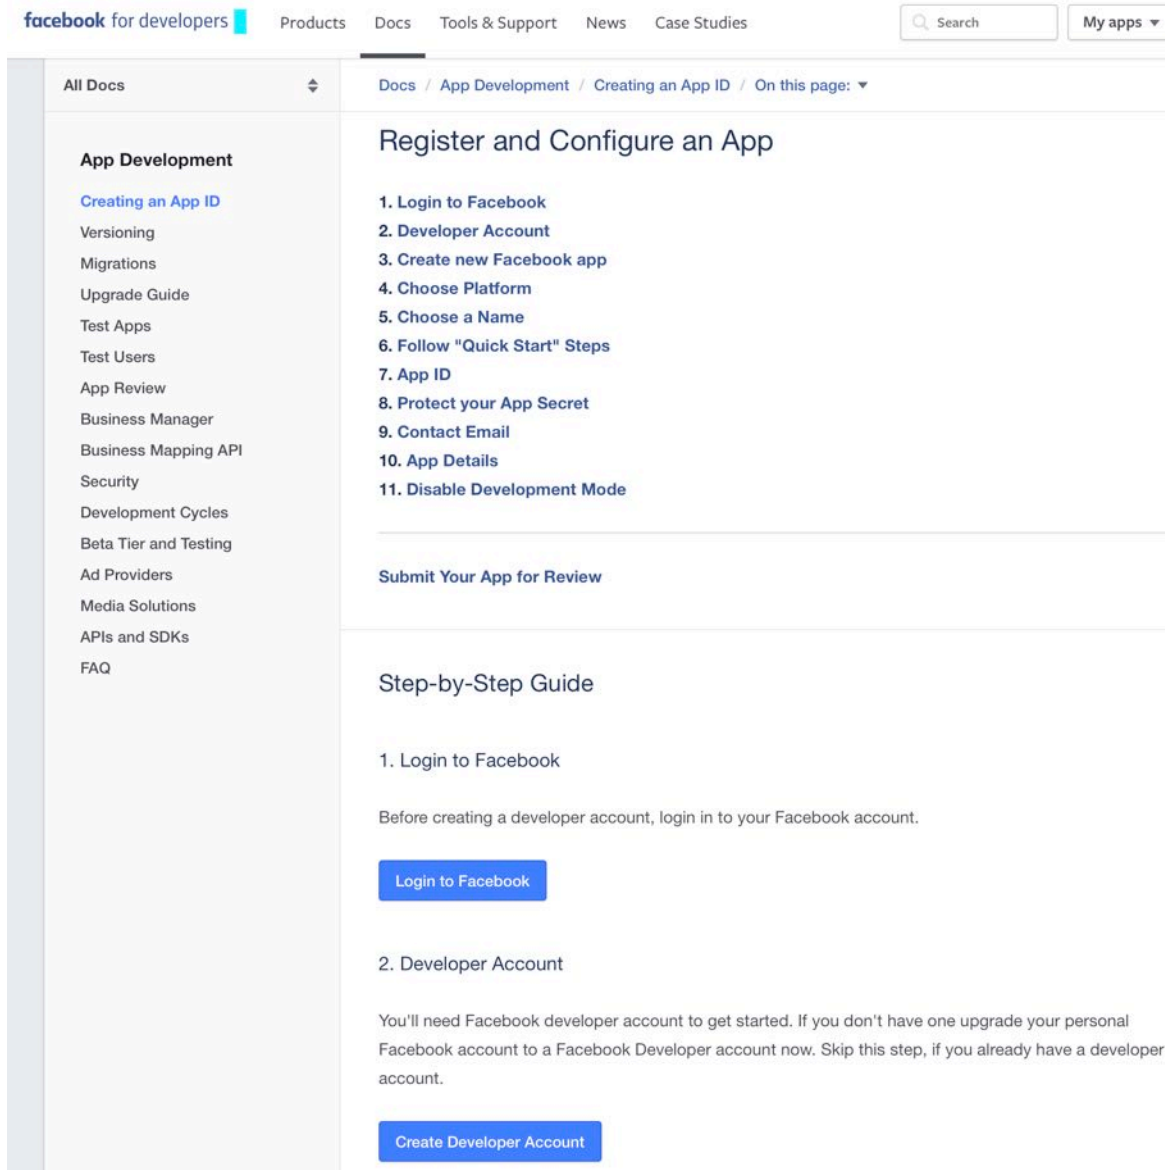 facebook for developers Products Docs Tools & Support News Case Studies Search My apps
All Docs
Docs / App Development / Creating an App ID / On this page:
App Development
Creating an App ID
Versioning
Migrations
Upgrade Guide
Test Apps
Test Users
App Review
Business Manager
Business Mapping API
Security
Development Cycles
Beta Tier and Testing
Ad Providers
Media Solutions
APIs and SDKs
FAQ
Register and Configure an App
1. Login to Facebook
2. Developer Account
3. Create new Facebook app
4. Choose Platform
5. Choose a Name
6. Follow "Quick Start" Steps
7. App ID
8. Protect your App Secret
9. Contact Email
10. App Details
11. Disable Development Mode
Submit Your App for Review
Step-by-Step Guide
1. Login to Facebook
Before creating a developer account, login in to your Facebook account.
Login to Facebook
2. Developer Account
You'll need Facebook developer account to get started. If you don't have one upgrade your personal
Facebook account to a Facebook Developer account now. Skip this step, if you already have a developer
account.
Create Developer Account